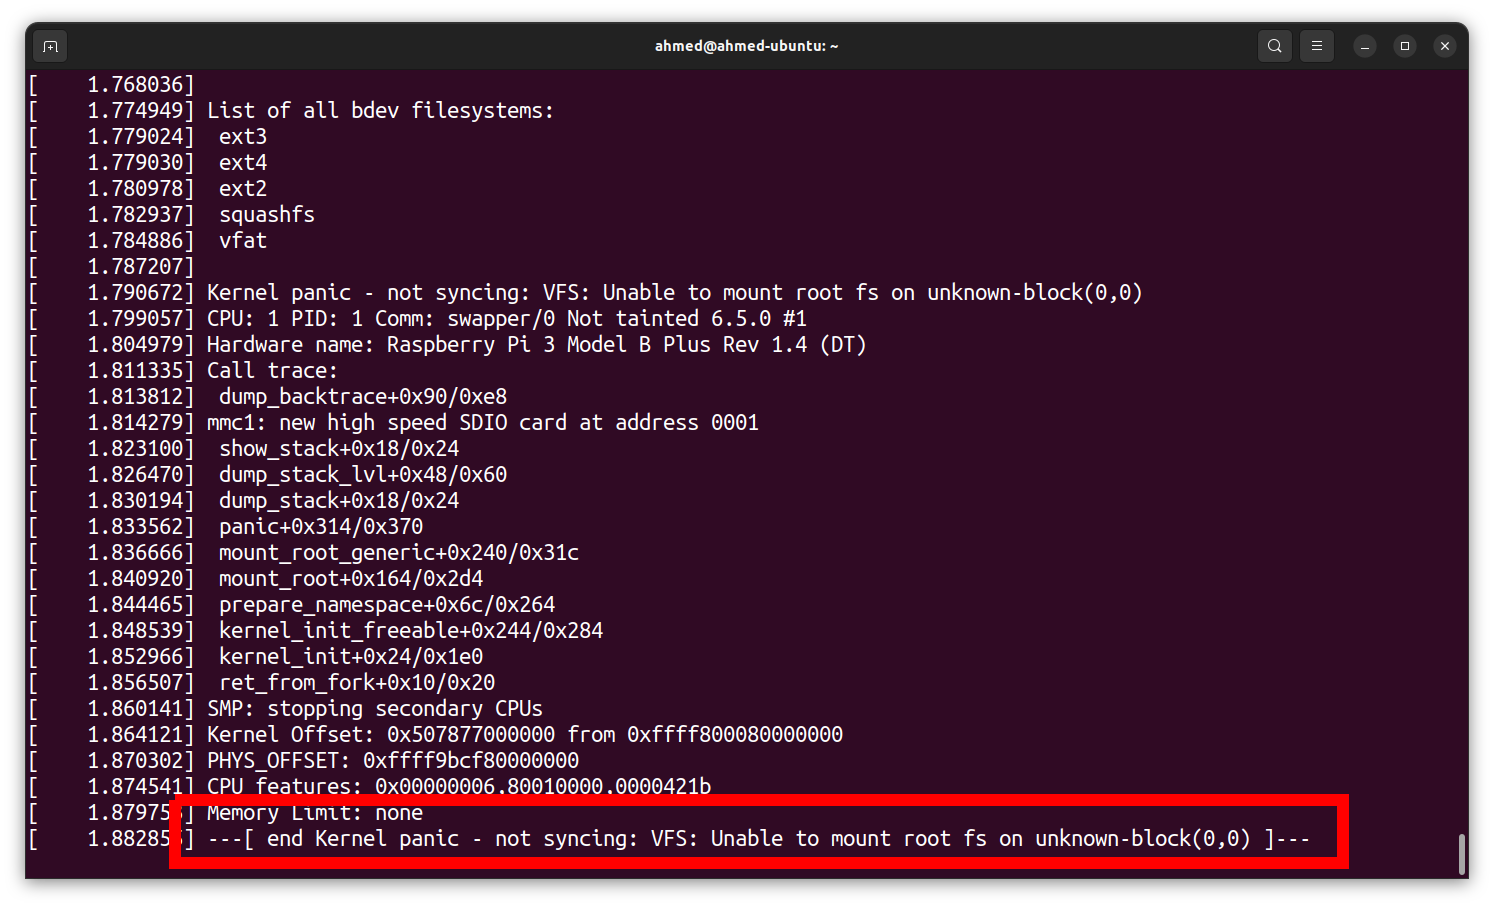 ahmed@ahmed-ubuntu: ~
[    1.768036]
[    1.774949] List of all bdev filesystems:
[    1.779024]  ext3
[    1.779030]  ext4
[    1.780978]  ext2
[    1.782937]  squashfs
[    1.784886]  vfat
[    1.787207]
[    1.790672] Kernel panic - not syncing: VFS: Unable to mount root fs on unknown-block(0,0)
[    1.799057] CPU: 1 PID: 1 Comm: swapper/0 Not tainted 6.5.0 #1
[    1.804979] Hardware name: Raspberry Pi 3 Model B Plus Rev 1.4 (DT)
[    1.811335] Call trace:
[    1.813812]  dump_backtrace+0x90/0xe8
[    1.814279] mmc1: new high speed SDIO card at address 0001
[    1.823100]  show_stack+0x18/0x24
[    1.826470]  dump_stack_lvl+0x48/0x60
[    1.830194]  dump_stack+0x18/0x24
[    1.833562]  panic+0x314/0x370
[    1.836666]  mount_root_generic+0x240/0x31c
[    1.840920]  mount_root+0x164/0x2d4
[    1.844465]  prepare_namespace+0x6c/0x264
[    1.848539]  kernel_init_freeable+0x244/0x284
[    1.852966]  kernel_init+0x24/0x1e0
[    1.856507]  ret_from_fork+0x10/0x20
[    1.860141] SMP: stopping secondary CPUs
[    1.864121] Kernel Offset: 0x507877000000 from 0xffff800080000000
[    1.870302] PHYS_OFFSET: 0xffff9bcf80000000
[    1.874541] CPU features: 0x00000006,80010000,0000421b
[ ] Memory Limit: none
[ ] ---[ end Kernel panic - not syncing: VFS: Unable to mount root fs on unknown-block(0,0) ]---